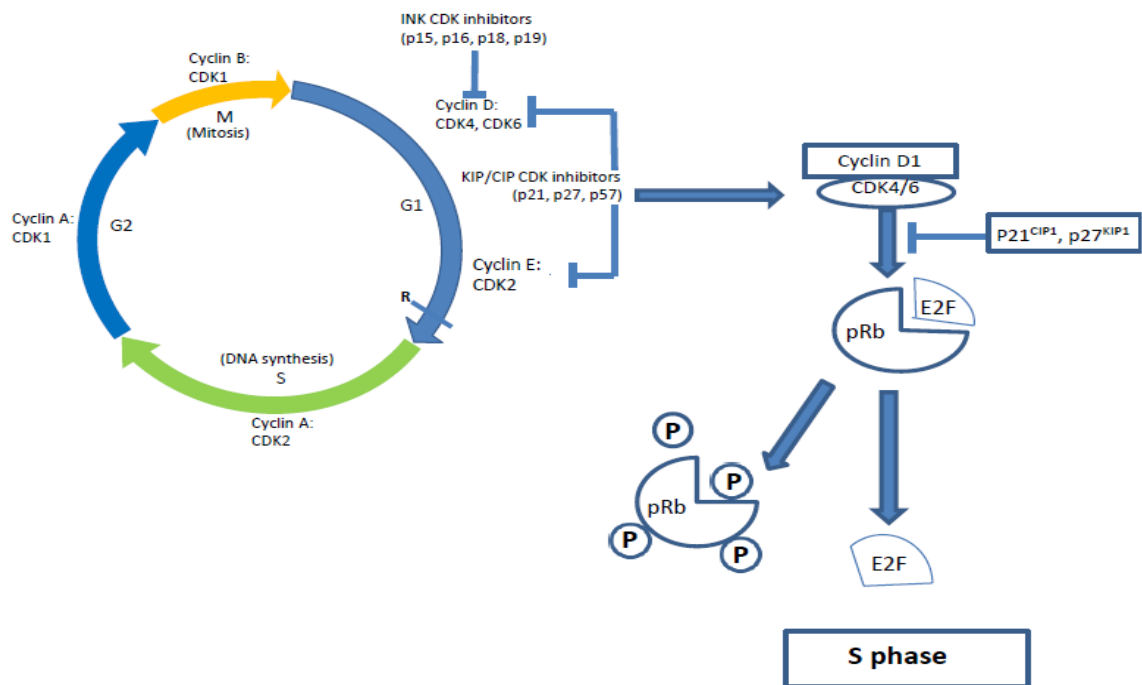 INK CDK inhibitors
(p15, p16, p18, p19)
Cyclin B:
CDK1
M
(Mitosis)
Cyclin D:
CDK4, CDK6
KIP/CIP CDK inhibitors
(p21, p27, p57)
G1
Cyclin A:
CDK1
G2
Cyclin E:
CDK2
R
(DNA synthesis)
S
Cyclin A:
CDK2
Cyclin D1
CDK4/6
P21CIP1, p27KIP1
E2F
pRb
P
P
pRb
P
P
E2F
S phase